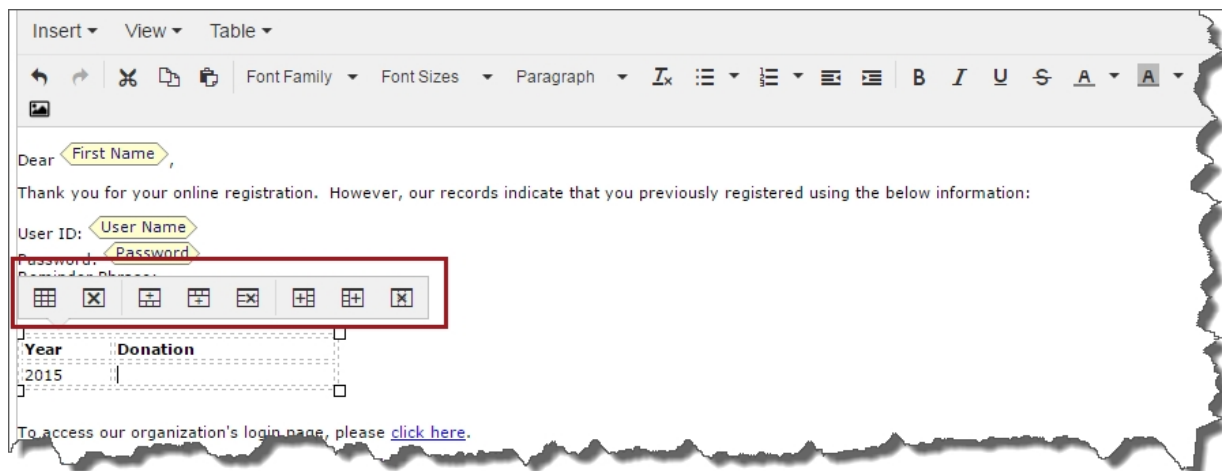 Insert View Table
Font Family Font Sizes Paragraph B I U S A A
Dear First Name ,
Thank you for your online registration. However, our records indicate that you previously registered using the below information:
User ID: User Name
Password: Password
Reminder Phrase:
Year Donation
2015
To access our organization's login page, please click here.